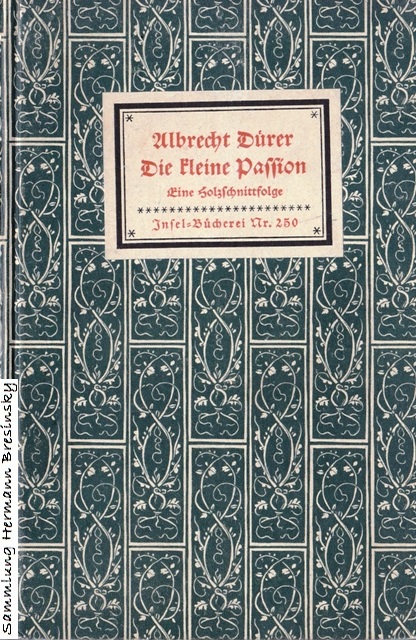 Albrecht Dürer
Die kleine Passion
Eine Holzschnittfolge
Insel-Bücherei Nr. 250
Sammlung Hermann Bresinsky